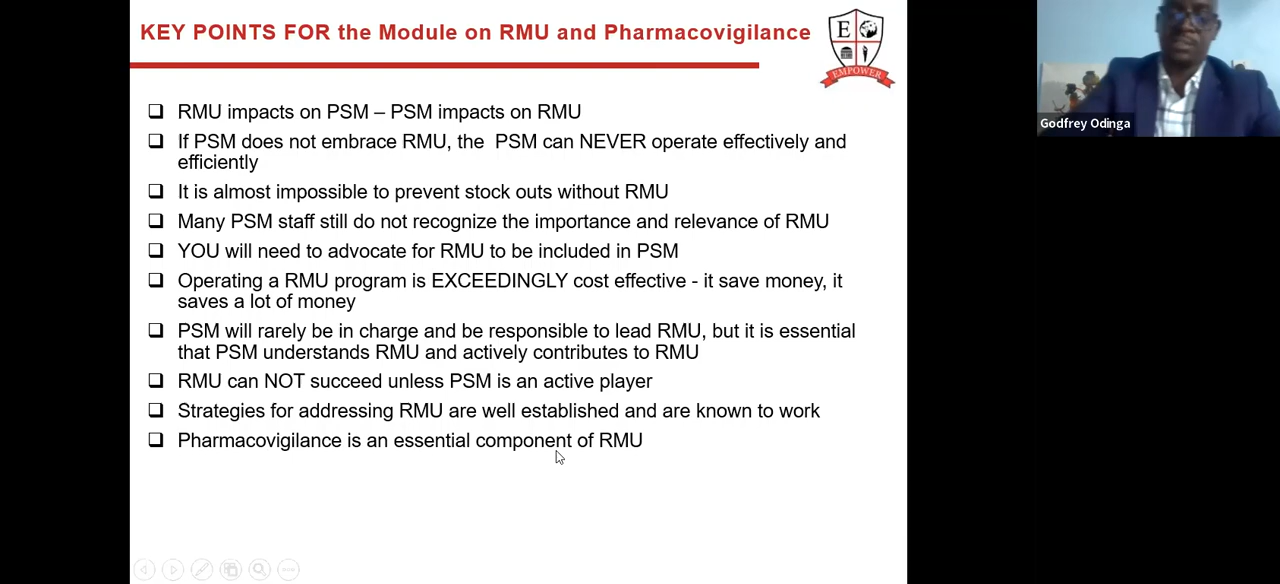 KEY POINTS FOR the Module on RMU and Pharmacovigilance
E
EMPOWER
Godfrey Odinga
RMU impacts on PSM – PSM impacts on RMU
If PSM does not embrace RMU, the PSM can NEVER operate effectively and
efficiently
It is almost impossible to prevent stock outs without RMU
Many PSM staff still do not recognize the importance and relevance of RMU
YOU will need to advocate for RMU to be included in PSM
Operating a RMU program is EXCEEDINGLY cost effective - it save money, it
saves a lot of money
PSM will rarely be in charge and be responsible to lead RMU, but it is essential
that PSM understands RMU and actively contributes to RMU
RMU can NOT succeed unless PSM is an active player
Strategies for addressing RMU are well established and are known to work
Pharmacovigilance is an essential component of RMU